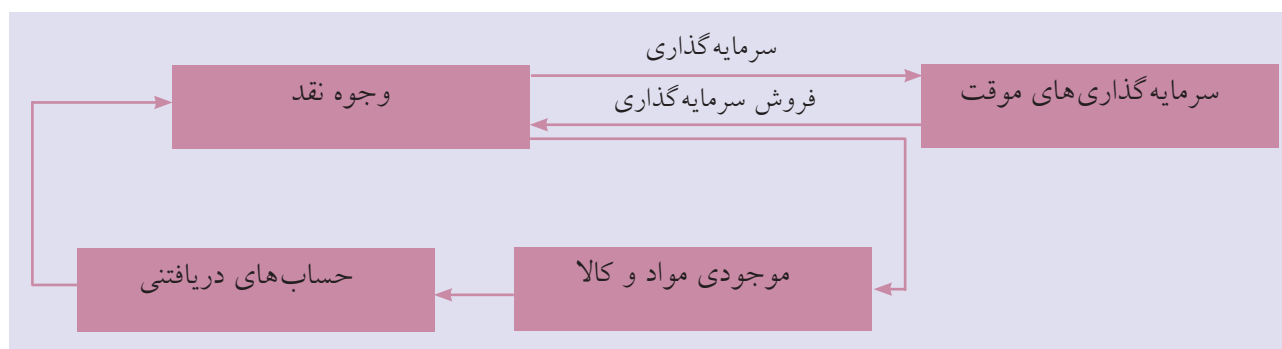 سرمایه‌گذاری
وجوه نقد
سرمایه‌گذاری‌های موقت
فروش سرمایه‌گذاری
موجودی مواد و کالا
حساب‌های دریافتنی